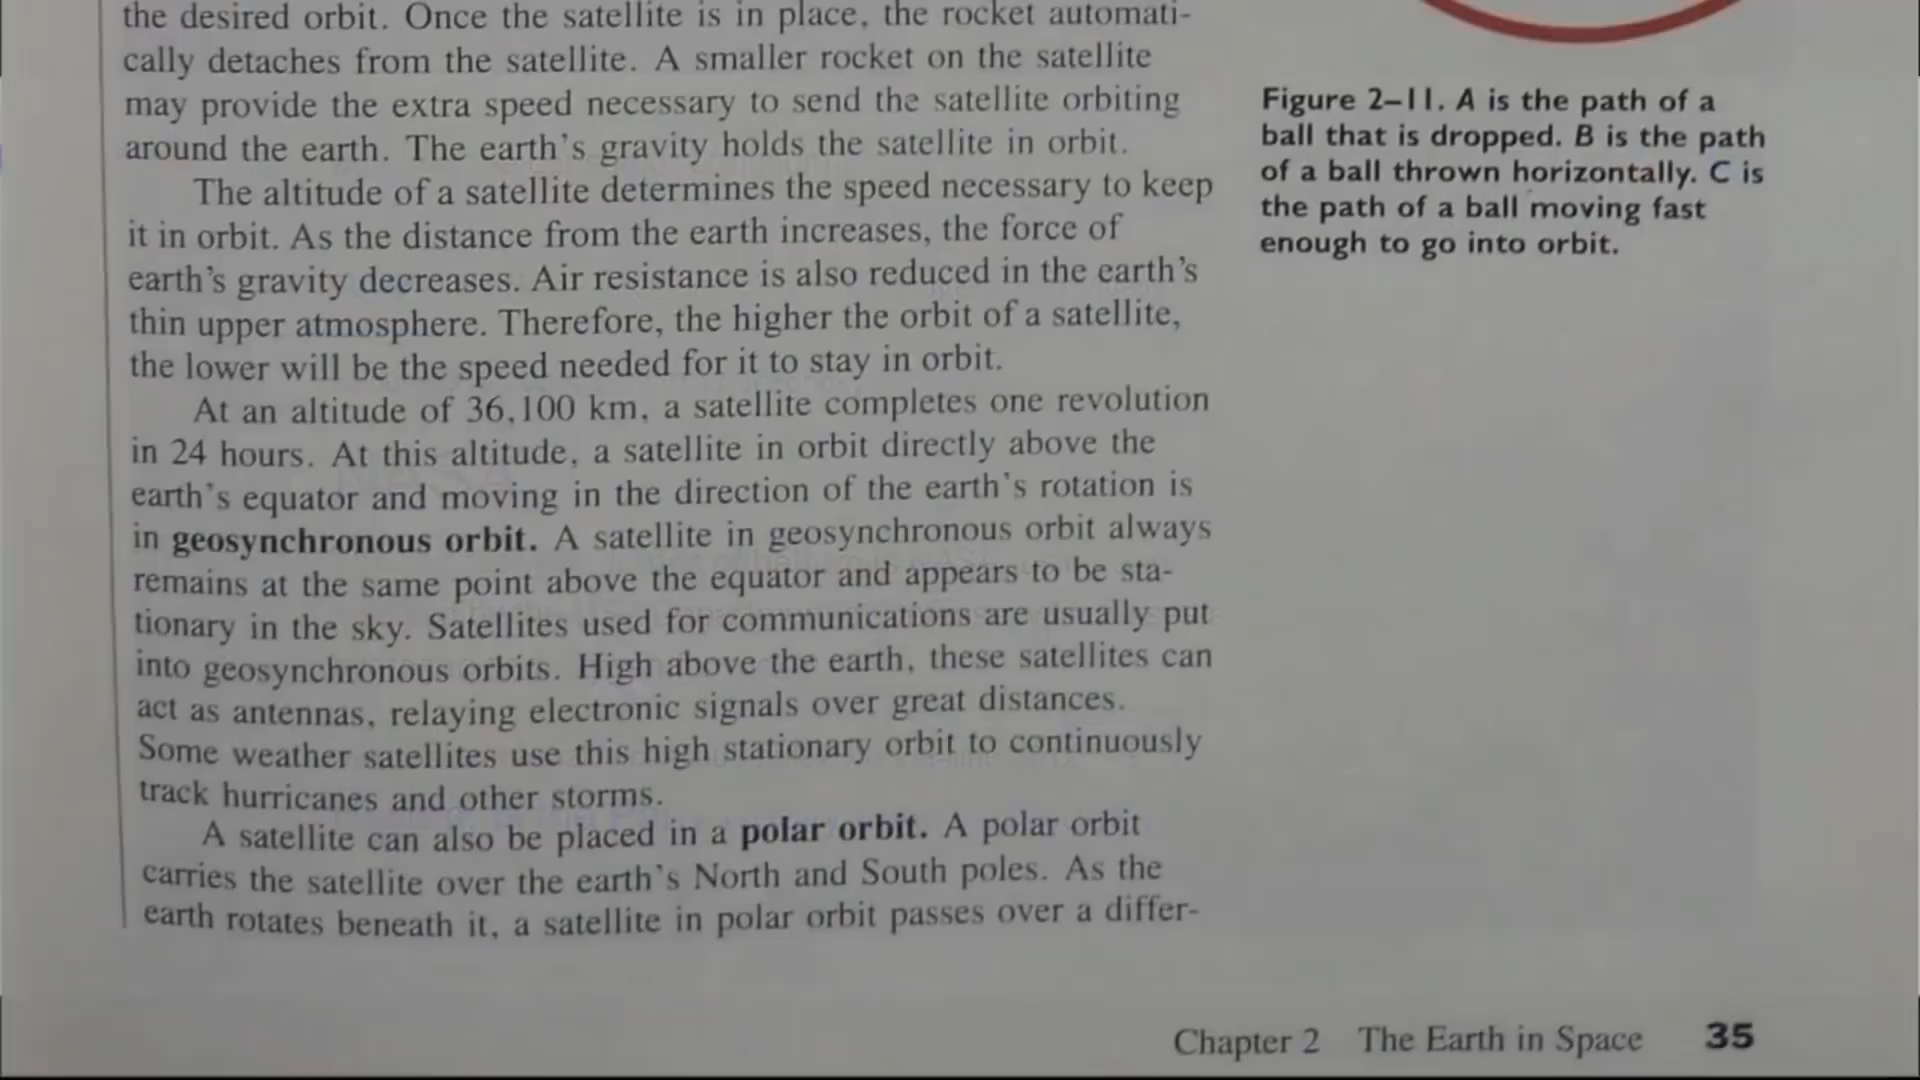 the desired orbit. Once the satellite is in place, the rocket automati-
cally detaches from the satellite. A smaller rocket on the satellite
may provide the extra speed necessary to send the satellite orbiting
around the earth. The earth's gravity holds the satellite in orbit.
The altitude of a satellite determines the speed necessary to keep
it in orbit. As the distance from the earth increases, the force of
earth's gravity decreases. Air resistance is also reduced in the earth's
thin upper atmosphere. Therefore, the higher the orbit of a satellite,
the lower will be the speed needed for it to stay in orbit.
At an altitude of 36,100 km, a satellite completes one revolution
in 24 hours. At this altitude, a satellite in orbit directly above the
earth's equator and moving in the direction of the earth's rotation is
in geosynchronous orbit. A satellite in geosynchronous orbit always
remains at the same point above the equator and appears to be sta-
tionary in the sky. Satellites used for communications are usually put
into geosynchronous orbits. High above the earth, these satellites can
act as antennas, relaying electronic signals over great distances.
Some weather satellites use this high stationary orbit to continuously
track hurricanes and other storms.
A satellite can also be placed in a polar orbit. A polar orbit
carries the satellite over the earth's North and South poles. As the
earth rotates beneath it, a satellite in polar orbit passes over a differ-
Figure 2–11. A is the path of a
ball that is dropped. B is the path
of a ball thrown horizontally. C is
the path of a ball moving fast
enough to go into orbit.
Chapter 2 The Earth in Space 35